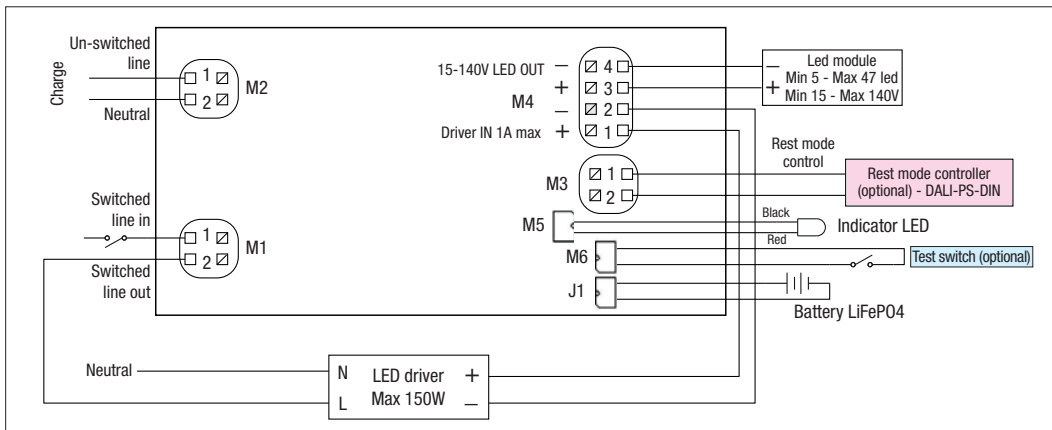 Charge
Un-switched
line
1
2
M2
Neutral
Switched
line in
1
2
M1
Switched
line out
15-140V LED OUT
M4
Driver IN 1A max
−
+
−
+
4
3
2
1
−
+
Led module
Min 5 - Max 47 led
Min 15 - Max 140V
Rest mode
control
M3
1
2
Rest mode controller
(optional) - DALI-PS-DIN
M5
Black
Red
Indicator LED
M6
Test switch (optional)
J1
Battery LiFePO4
Neutral
N
L
LED driver
Max 150W
+
−